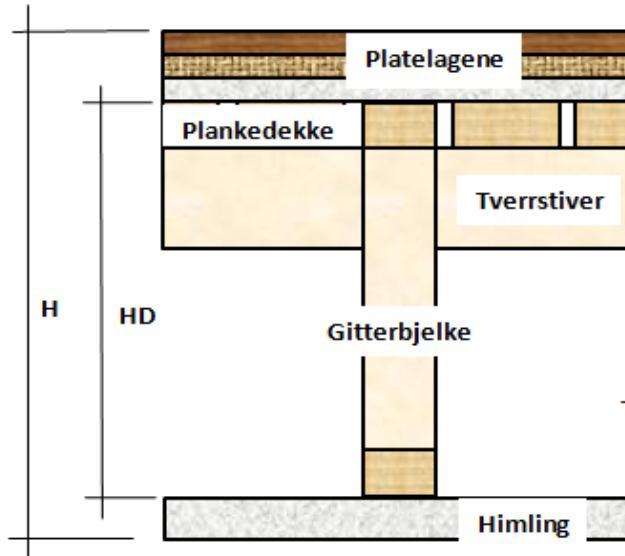 Platelagene
Plankedekke
Tverrstiver
H
HD
Gitterbjelke
Himling